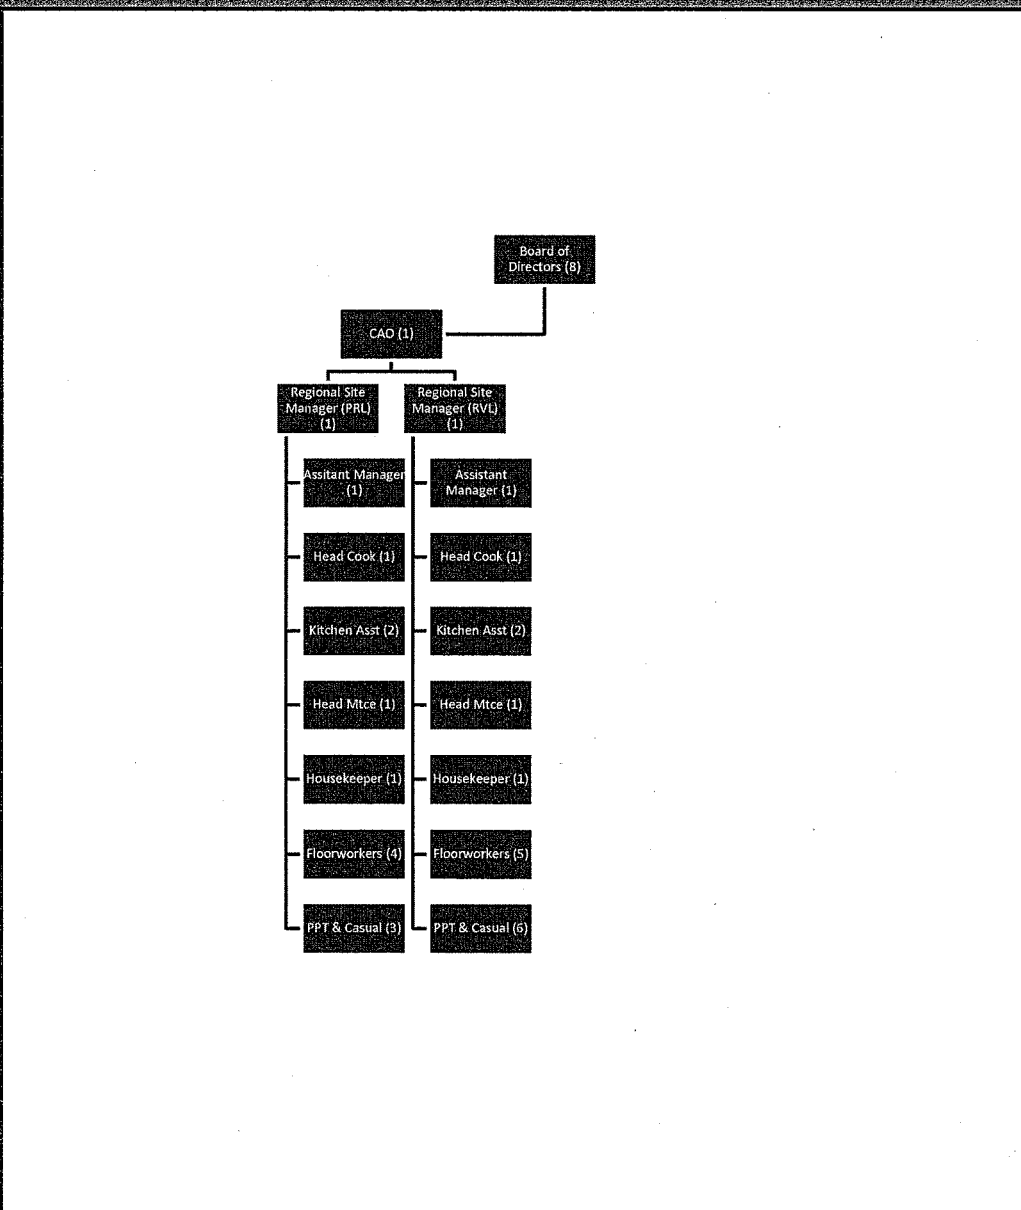 Board of
Directors (8)
CAO (1)
Regional Site
Manager (PRL)
(1)
Regional Site
Manager (RVL)
(1)
Assitant Manager
(1)
Assistant
Manager (1)
Head Cook (1)
Head Cook (1)
Kitchen Asst (2)
Kitchen Asst (2)
Head Mtce (1)
Head Mtce (1)
Housekeeper (1)
Housekeeper (1)
Floorworkers (4)
Floorworkers (5)
PPT & Casual (3)
PPT & Casual (6)